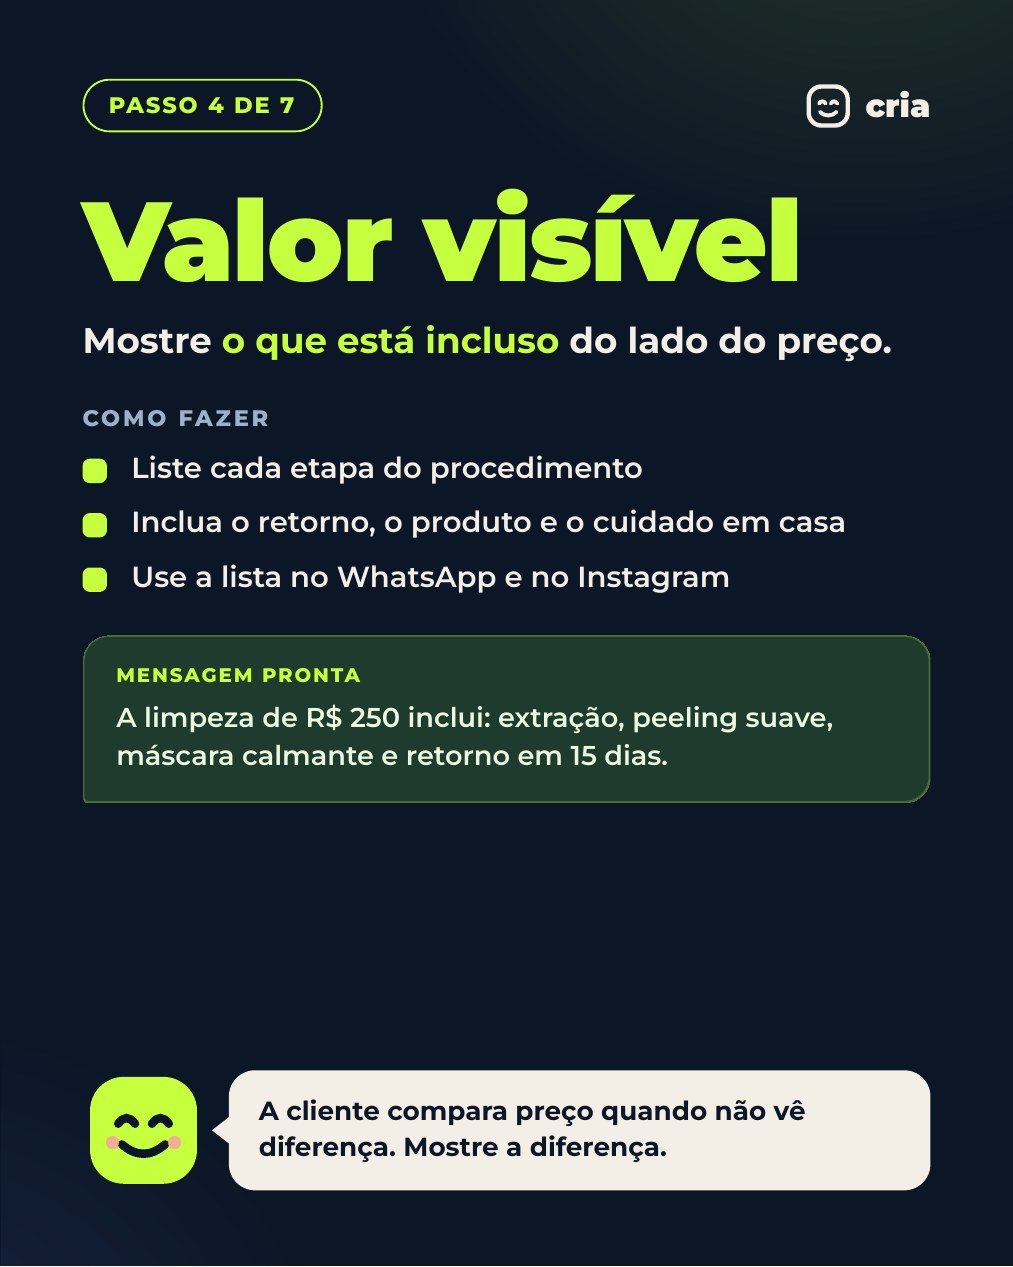 PASSO 4 DE 7
cria
Valor visível
Mostre o que está incluso do lado do preço.
COMO FAZER
Liste cada etapa do procedimento
Inclua o retorno, o produto e o cuidado em casa
Use a lista no WhatsApp e no Instagram
MENSAGEM PRONTA
A limpeza de R$ 250 inclui: extração, peeling suave,
máscara calmante e retorno em 15 dias.
A cliente compara preço quando não vê
diferença. Mostre a diferença.